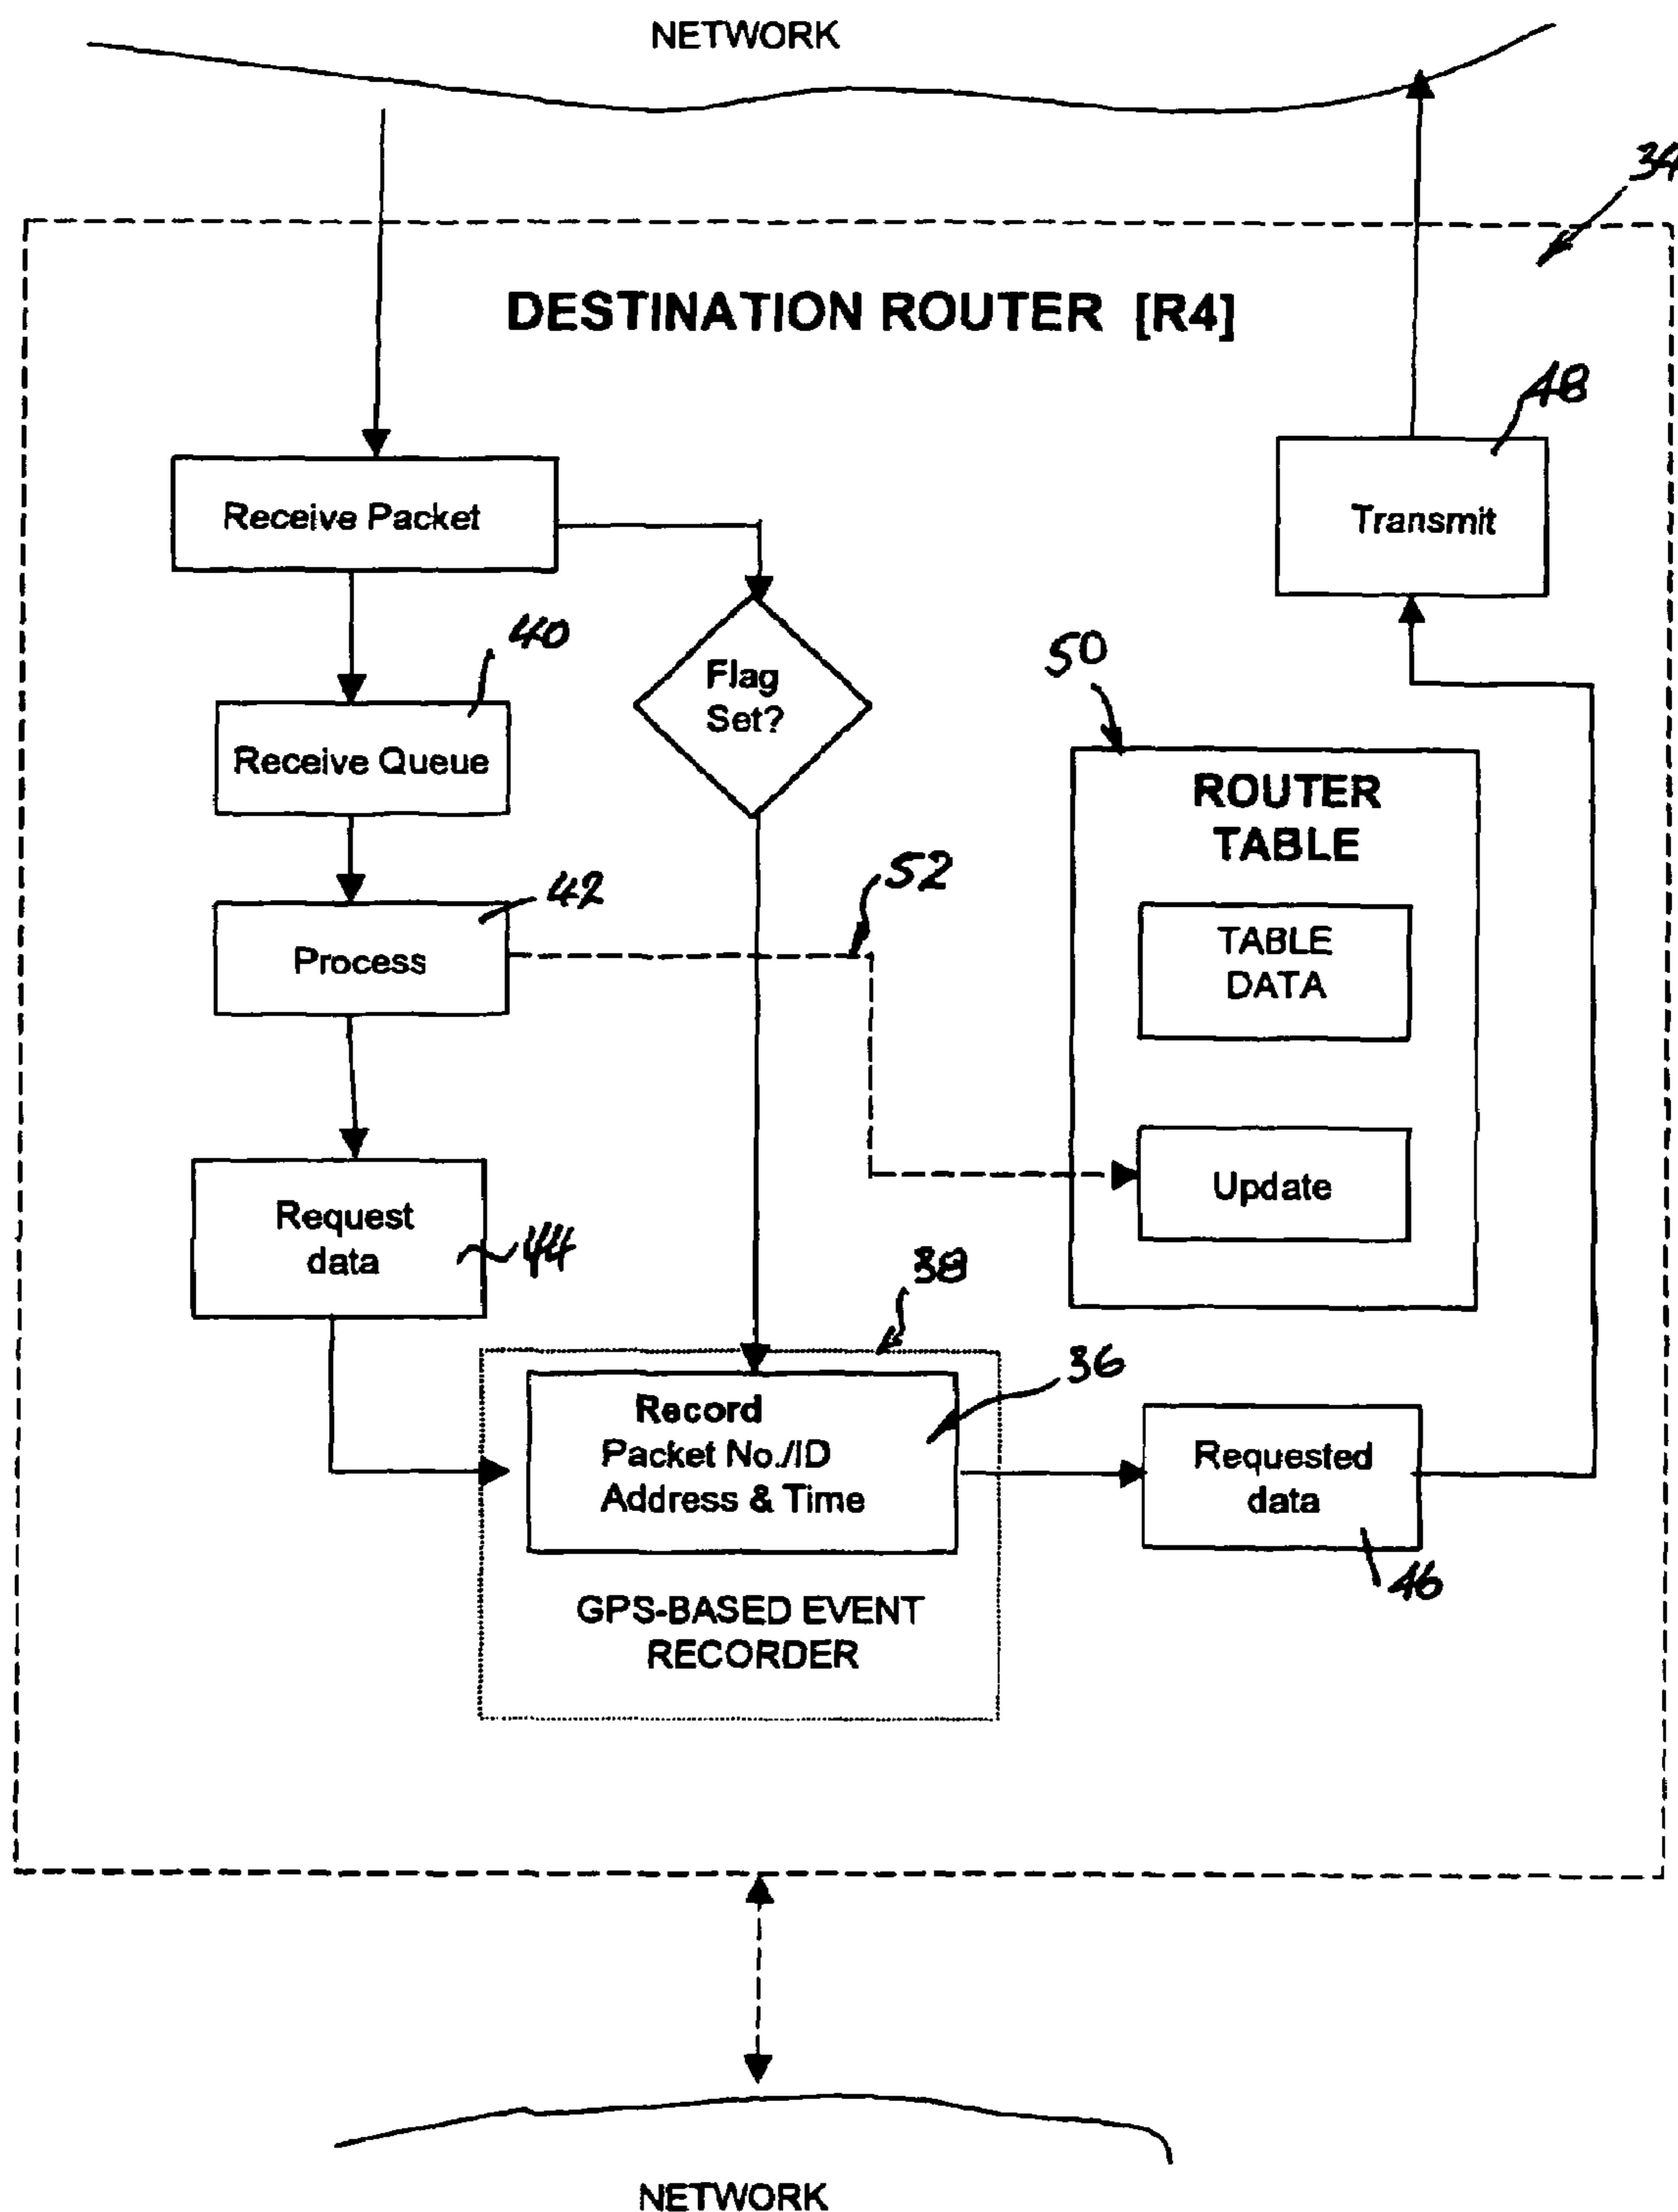 NETWORK
34
DESTINATION ROUTER [R4]
48
Receive Packet
Transmit
40
Flag
Set?
50
Receive Queue
ROUTER
TABLE
52
42
Process
TABLE
DATA
Request
data
44
Update
38
36
Record
Packet No./ID
Address & Time
Requested
data
46
GPS-BASED EVENT
RECORDER
NETWORK